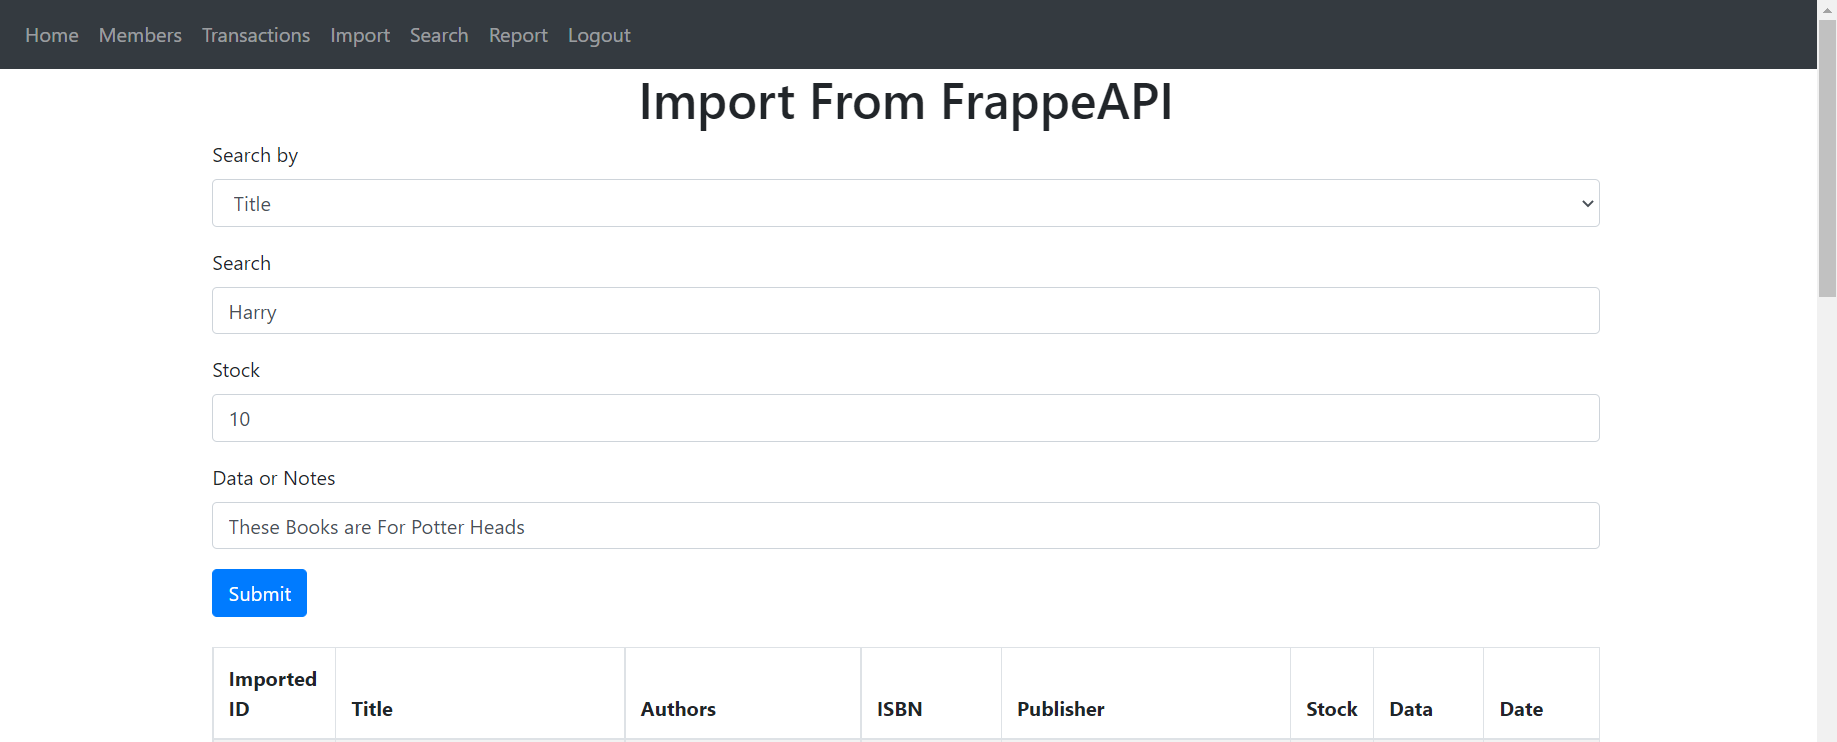 Home Members Transactions Import Search Report Logout
Import From FrappeAPI
Search by
Title
Search
Harry
Stock
10
Data or Notes
These Books are For Potter Heads
Submit
Imported ID Title Authors ISBN Publisher Stock Data Date